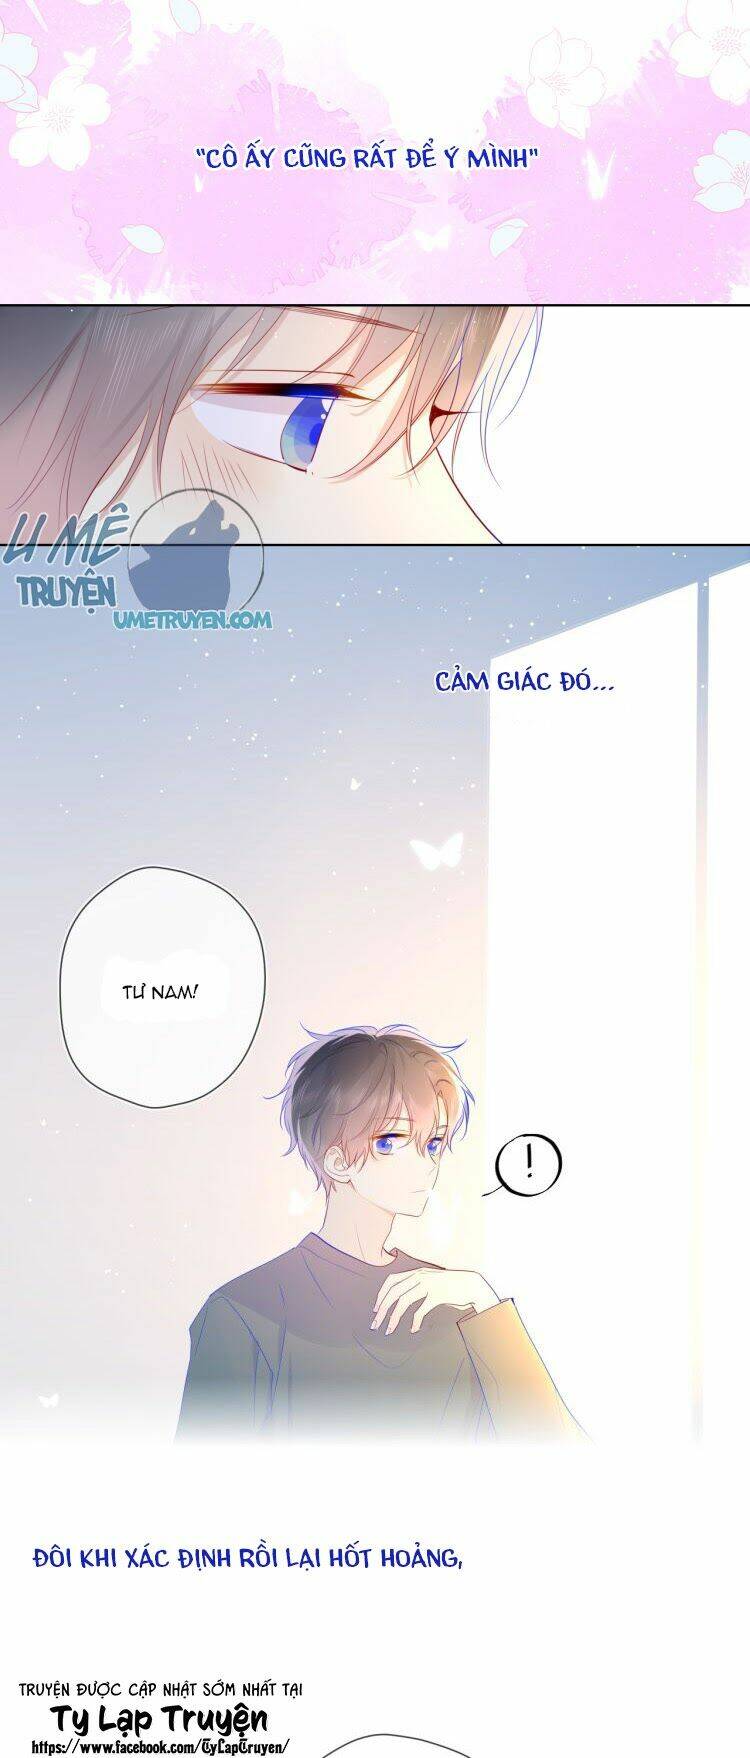 "CÔ ẤY CŨNG RẤT ĐỂ Ý MÌNH"
U MÊ
TRUYỆN
UMETRUYEN.COM
CẢM GIÁC ĐÓ...
TƯ NAM!
!
ĐÔI KHI XÁC ĐỊNH RỒI LẠI HỐT HOẢNG,
TRUYỆN ĐƯỢC CẬP NHẬT SỚM NHẤT TẠI
Ty Lạp Truyện
https://www.facebook.com/TyLapTruyen/